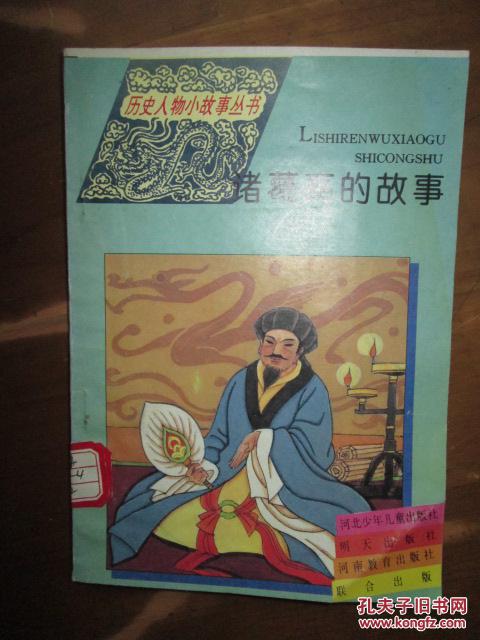 历史人物小故事丛书
LISHIRENWUXIAOGU
SHICONGSHU
诸葛亮的故事
河北少年儿童出版社
明天出版社
河南教育出版社
联合出版
4
孔夫子旧书网
www.kongfz.com